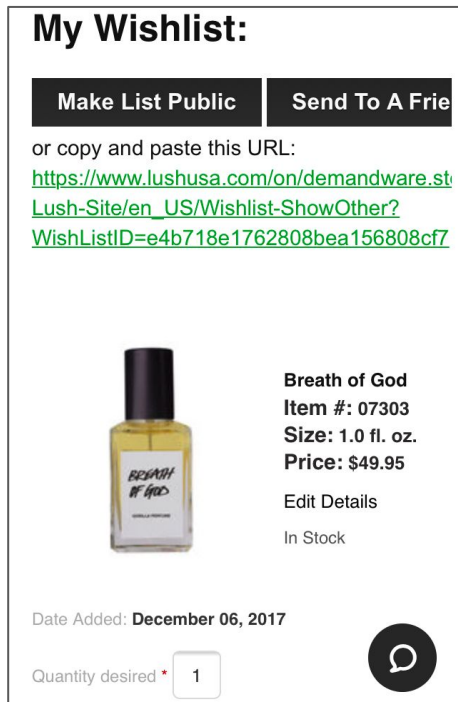 My Wishlist:
Make List Public
Send To A Frie
or copy and paste this URL:
https://www.lushusa.com/on/demandware.st
Lush-Site/en_US/Wishlist-ShowOther?
WishListID=e4b718e1762808bea156808cf7
BREATH
OF GOD
GORILLA PERFUME
Breath of God
Item #: 07303
Size: 1.0 fl. oz.
Price: $49.95
Edit Details
In Stock
Date Added: December 06, 2017
Quantity desired * 1